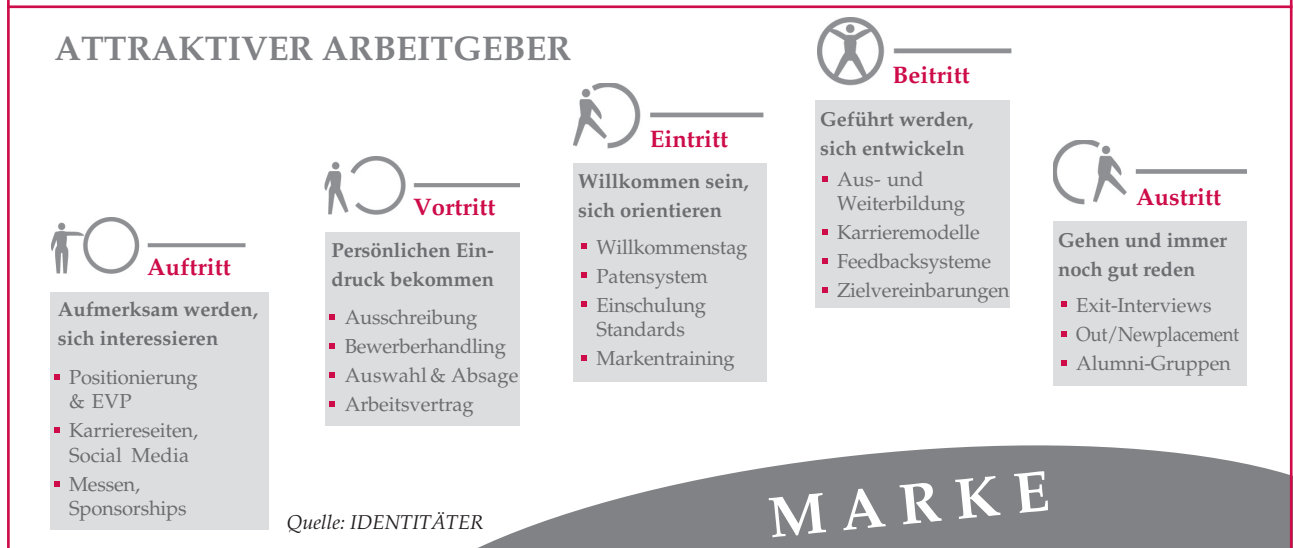 ATTRAKTIVER ARBEITGEBER
Auftritt
Aufmerksam werden,
sich interessieren
▪ Positionierung
& EVP
▪ Karriereseiten,
Social Media
▪ Messen,
Sponsorships
Vortritt
Persönlichen Ein-
druck bekommen
▪ Ausschreibung
▪ Bewerberhandling
▪ Auswahl & Absage
▪ Arbeitsvertrag
Eintritt
Willkommen sein,
sich orientieren
▪ Willkommenstag
▪ Patensystem
▪ Einschulung
Standards
▪ Markentraining
Beitritt
Geführt werden,
sich entwickeln
▪ Aus- und
Weiterbildung
▪ Karrieremodelle
▪ Feedbacksysteme
▪ Zielvereinbarungen
Austritt
Gehen und immer
noch gut reden
▪ Exit-Interviews
▪ Out/Newplacement
▪ Alumni-Gruppen
Quelle: IDENTITÄTER
MARKE